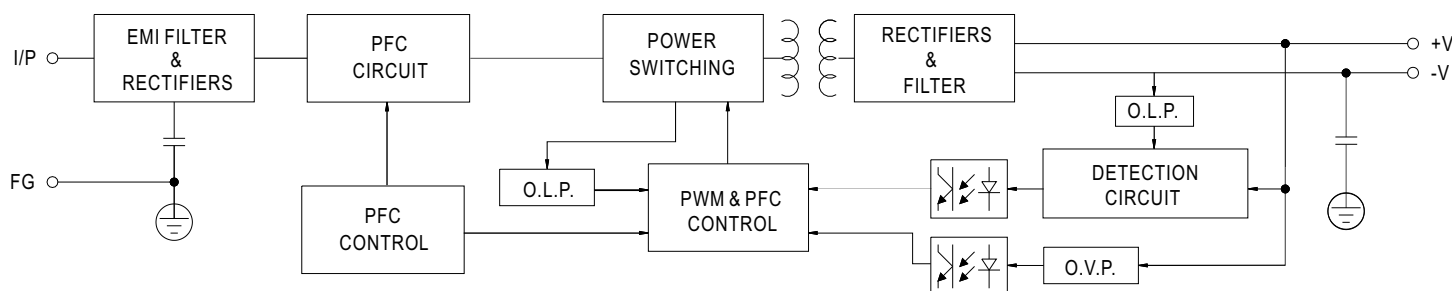 I/P
EMI FILTER
&
RECTIFIERS
PFC
CIRCUIT
POWER
SWITCHING
RECTIFIERS
&
FILTER
+V
-V
O.L.P.
FG
O.L.P.
PFC
CONTROL
PWM & PFC
CONTROL
DETECTION
CIRCUIT
O.V.P.